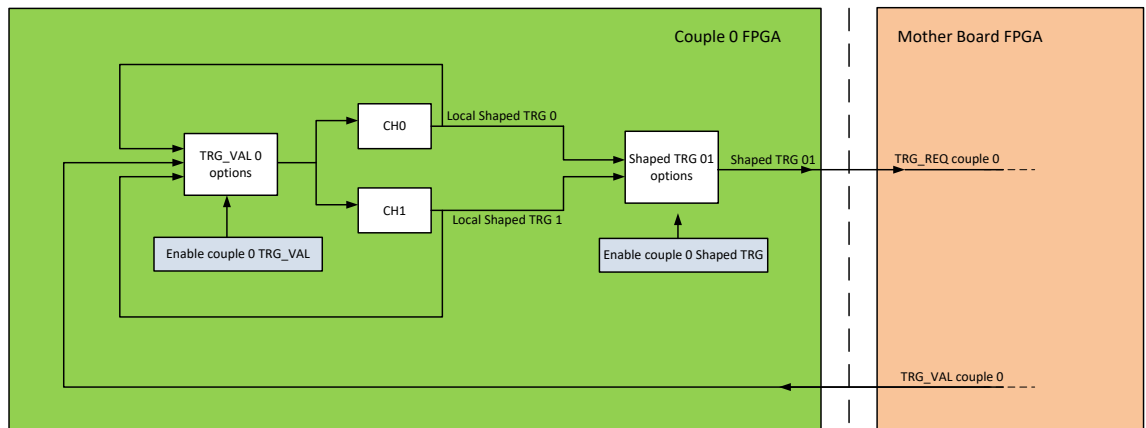 Couple 0 FPGA
Mother Board FPGA
CH0
Local Shaped TRG 0
TRG_VAL 0
options
Shaped TRG 01
options
Shaped TRG 01
TRG_REQ couple 0
CH1
Local Shaped TRG 1
Enable couple 0 TRG_VAL
Enable couple 0 Shaped TRG
TRG_VAL couple 0